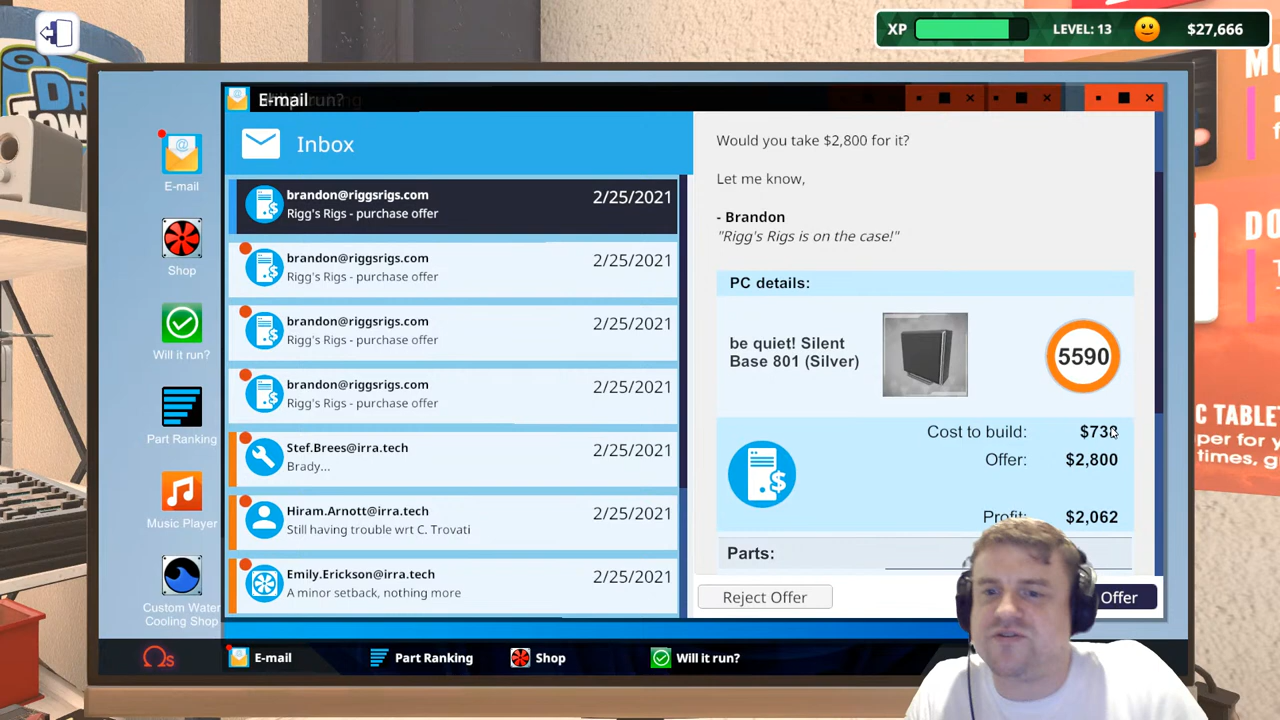 XP
LEVEL: 13
$27,666
E-mail
Inbox
E-mail
Shop
Will it run?
Part Ranking
Music Player
Custom Water
Cooling Shop
brandon@riggsrigs.com
2/25/2021
Rigg's Rigs - purchase offer
brandon@riggsrigs.com
2/25/2021
Rigg's Rigs - purchase offer
brandon@riggsrigs.com
2/25/2021
Rigg's Rigs - purchase offer
brandon@riggsrigs.com
2/25/2021
Rigg's Rigs - purchase offer
Stef.Brees@irra.tech
2/25/2021
Brady...
Hiram.Arnott@irra.tech
2/25/2021
Still having trouble wrt C. Trovati
Emily.Erickson@irra.tech
2/25/2021
A minor setback, nothing more
Would you take $2,800 for it?
Let me know,
- Brandon
"Rigg's Rigs is on the case!"
PC details:
be quiet! Silent
Base 801 (Silver)
5590
Cost to build: $738
Offer: $2,800
Profit: $2,062
Parts:
Reject Offer
Offer
E-mail
Part Ranking
Shop
Will it run?